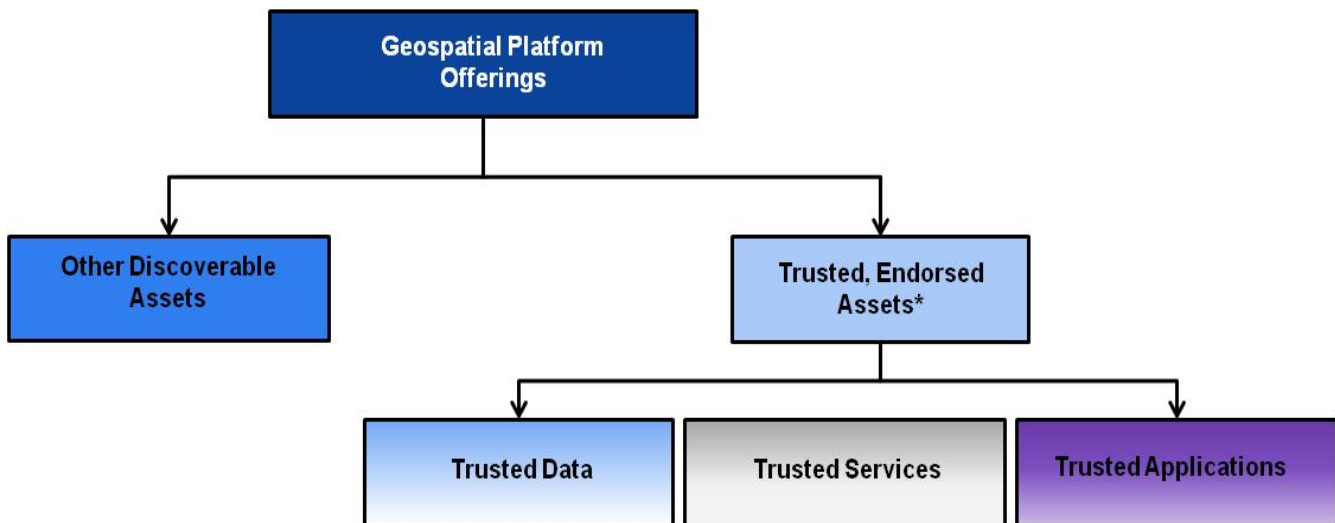 Geospatial Platform
Offerings
Other Discoverable
Assets
Trusted, Endorsed
Assets*
Trusted Data
Trusted Services
Trusted Applications